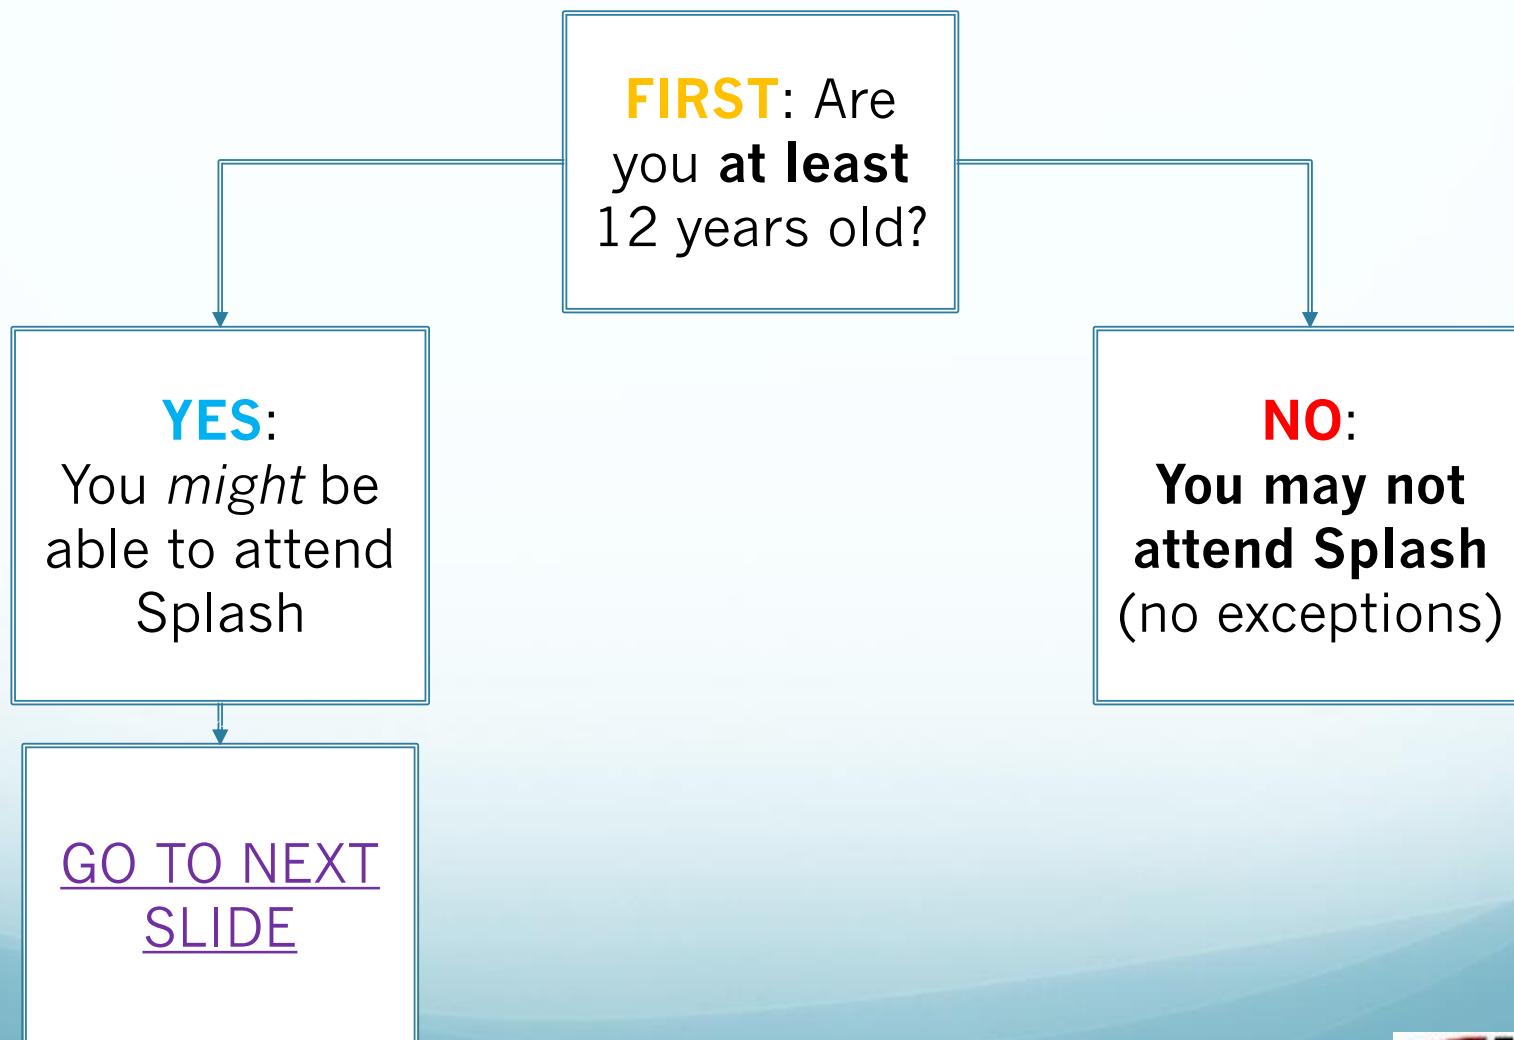 FIRST: Are
you at least
12 years old?
YES:
You might be
able to attend
Splash
NO:
You may not
attend Splash
(no exceptions)
GO TO NEXT
SLIDE